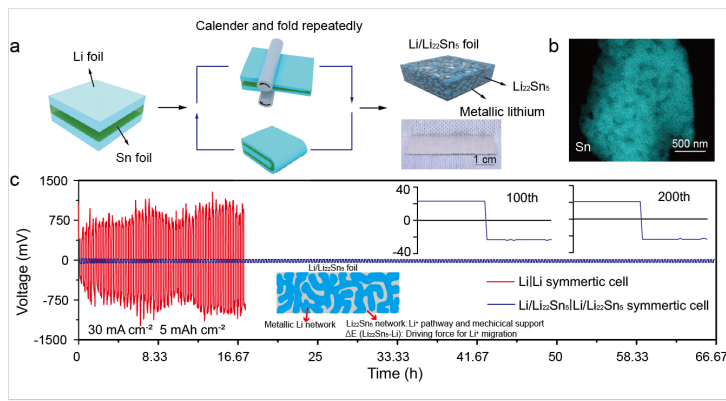 a
Calender and fold repeatedly
Li foil
Sn foil
Li/Li₂₂Sn₅ foil
Li₂₂Sn₅
Metallic lithium
1 cm
b
Sn
500 nm
c
1500
750
0
-750
-1500
Voltage (mV)
30 mA cm⁻² 5 mAh cm⁻²
Li/Li₂₂Sn₅ foil
Metallic Li network
Li₂₂Sn₅ network: Li⁺ pathway and mechicical support
ΔE (Li₂₂Sn₅-Li): Driving force for Li⁺ migration
40
0
-40
100th
200th
Li|Li symmertic cell
Li/Li₂₂Sn₅|Li/Li₂₂Sn₅ symmertic cell
0 8.33 16.67 25 33.33 41.67 50 58.33 66.67
Time (h)